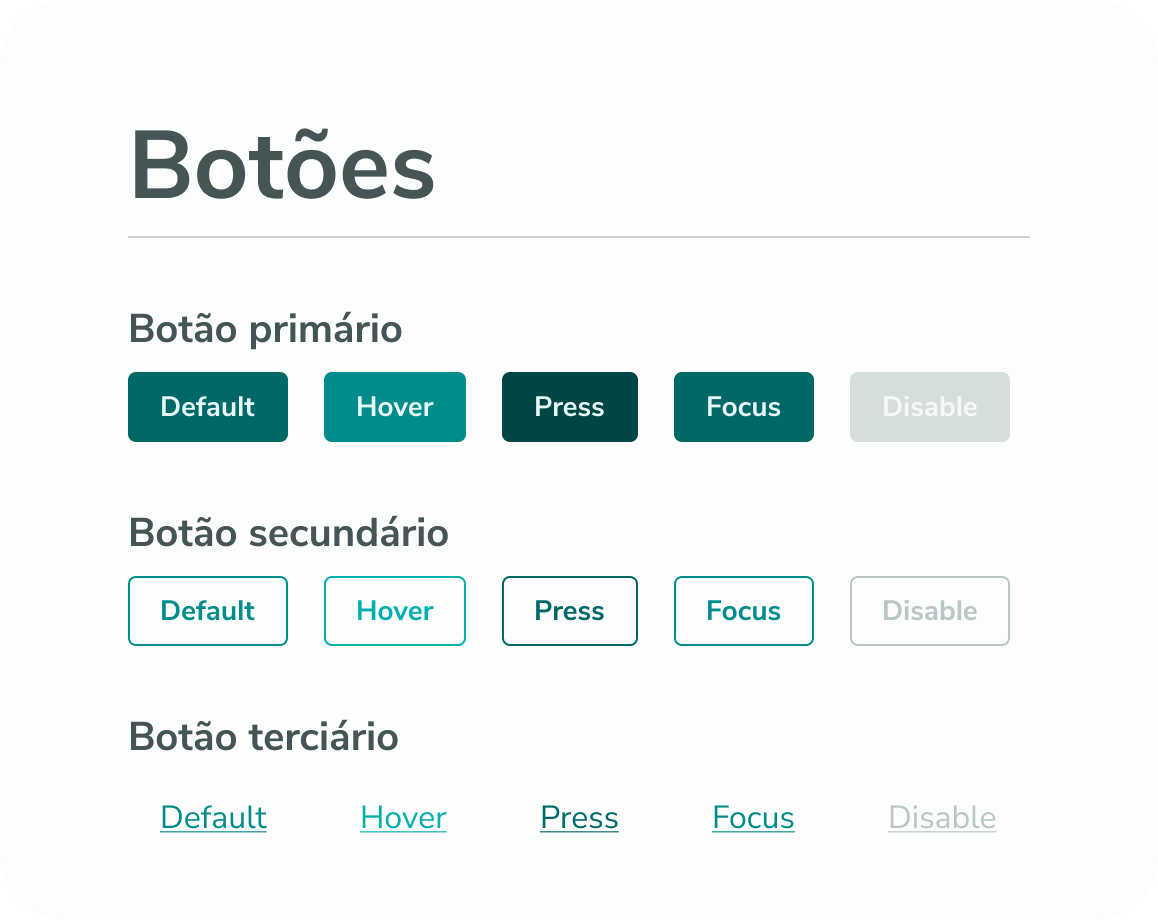 Botões
Botão primário
Default Hover Press Focus Disable
Botão secundário
Default Hover Press Focus Disable
Botão terciário
Default Hover Press Focus Disable